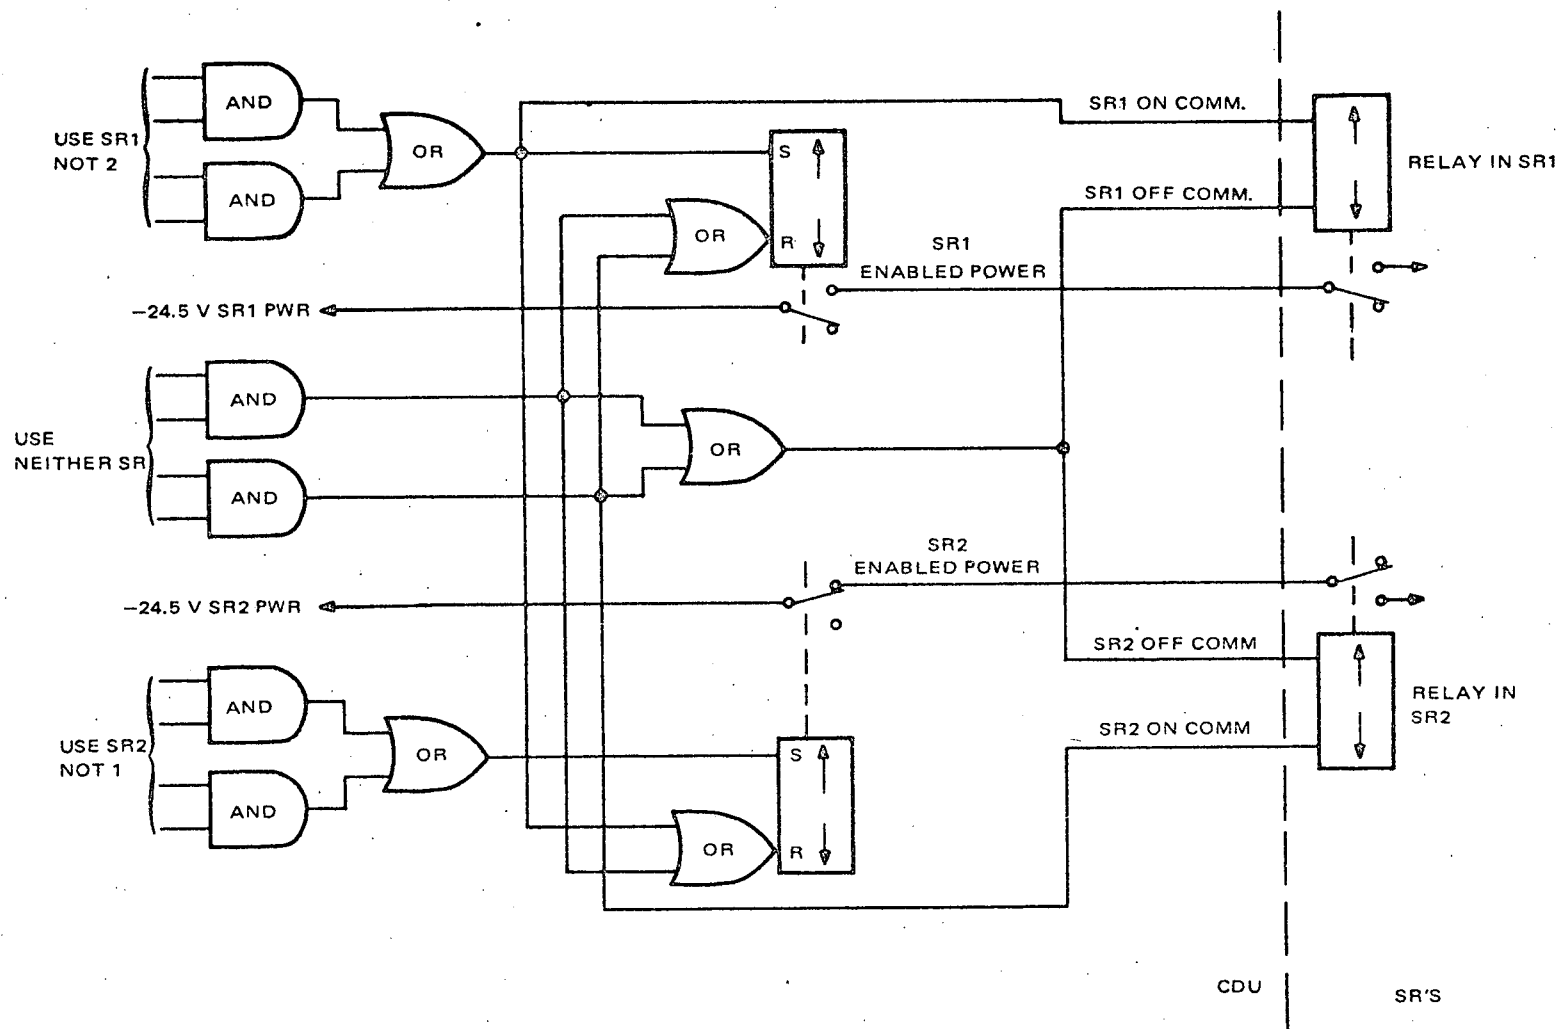 AND
SR1 ON COMM.
USE SR1
NOT 2
OR
S
RELAY IN SR1
AND
SR1 OFF COMM.
OR
R
SR1
ENABLED POWER
−24.5 V SR1 PWR
AND
USE
NEITHER SR
OR
AND
SR2
ENABLED POWER
−24.5 V SR2 PWR
SR2 OFF COMM
AND
RELAY IN
SR2
SR2 ON COMM
USE SR2
NOT 1
OR
S
AND
OR
R
CDU
SR'S